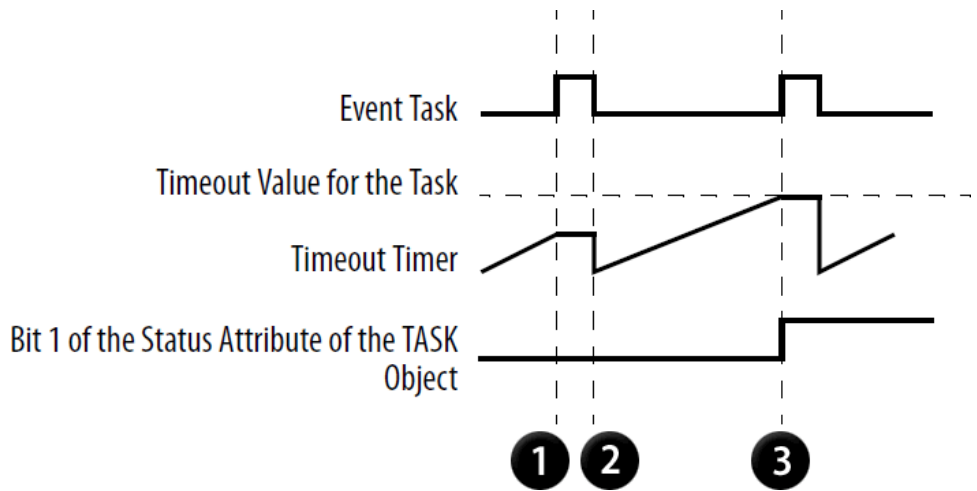 Event Task
Timeout Value for the Task
Timeout Timer
Bit 1 of the Status Attribute of the TASK
Object
1 2 3